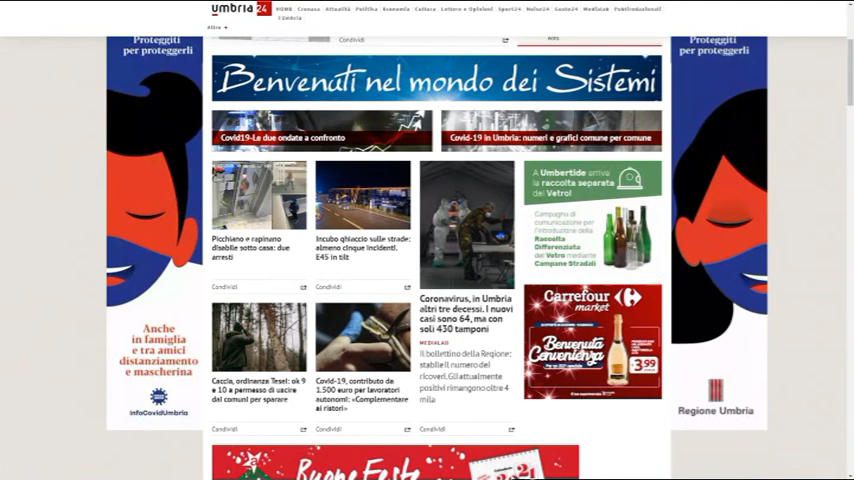 umbria24
HOME Cronaca Attualità Politica Economia Cultura Lettere e Opinioni Sport24 Meteo24 Gusto24 MediaLab Pubbliredazionali
L'Umbria
Altre
Proteggiti
per proteggerli
Condividi
Proteggiti
per proteggerli
Benvenuti nel mondo dei Sistemi
Covid19-Le due ondate a confronto
Covid-19 in Umbria: numeri e grafici comune per comune
Picchiano e rapinano
disabile sotto casa: due
arresti
Condividi
Incubo ghiaccio sulle strade:
almeno cinque incidenti.
E45 in tilt
Condividi
Caccia, ordinanza Tesei: ok 9
e 10 a permesso di uscire
dai comuni per sparare
Condividi
Covid-19, contributo da
1.500 euro per lavoratori
autonomi: «Complementare
ai ristori»
Condividi
Coronavirus, in Umbria
altri tre decessi. I nuovi
casi sono 64, ma con
soli 430 tamponi
MEDIALAB
Il bollettino della Regione:
stabile il numero dei
ricoveri. Gli attualmente
positivi rimangono oltre 4
mila
Condividi
A Umbertide arriva
la raccolta separata
del Vetro!
Campagna di
comunicazione per
l'introduzione della
Raccolta
Differenziata
del Vetro mediante
Campane Stradali
Carrefour
market
Benvenuta
Convenienza
3,99
Anche
in famiglia
e tra amici
distanziamento
e mascherina
InfoCovidUmbria
Regione Umbria
Buone Feste
2021